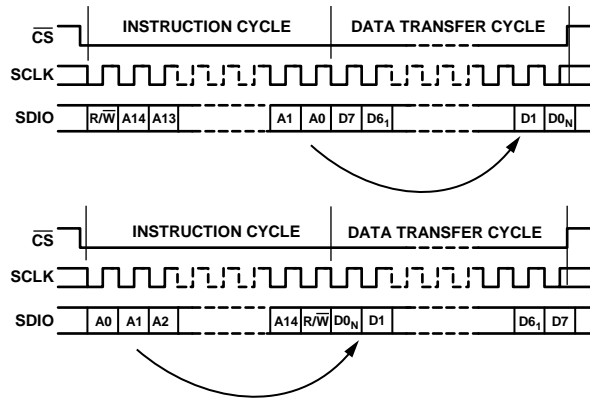 INSTRUCTION CYCLE DATA TRANSFER CYCLE
CS
SCLK
SDIO R/W A14 A13 A1 A0 D7 D6₁ D1 D0N
INSTRUCTION CYCLE DATA TRANSFER CYCLE
CS
SCLK
SDIO A0 A1 A2 A14 R/W D0N D1 D6₁ D7